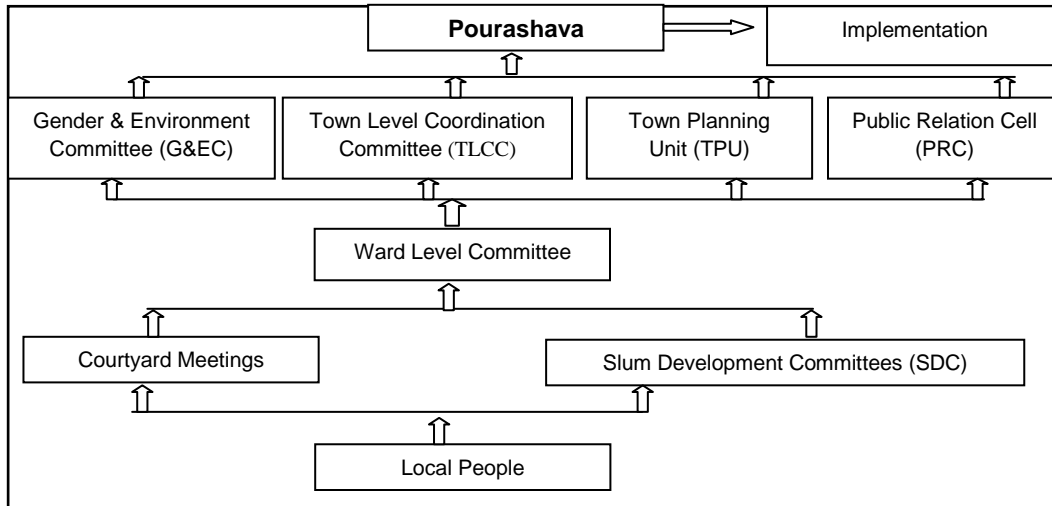 Pourashava
Implementation
Gender & Environment
Committee (G&EC)
Town Level Coordination
Committee (TLCC)
Town Planning
Unit (TPU)
Public Relation Cell
(PRC)
Ward Level Committee
Courtyard Meetings
Slum Development Committees (SDC)
Local People